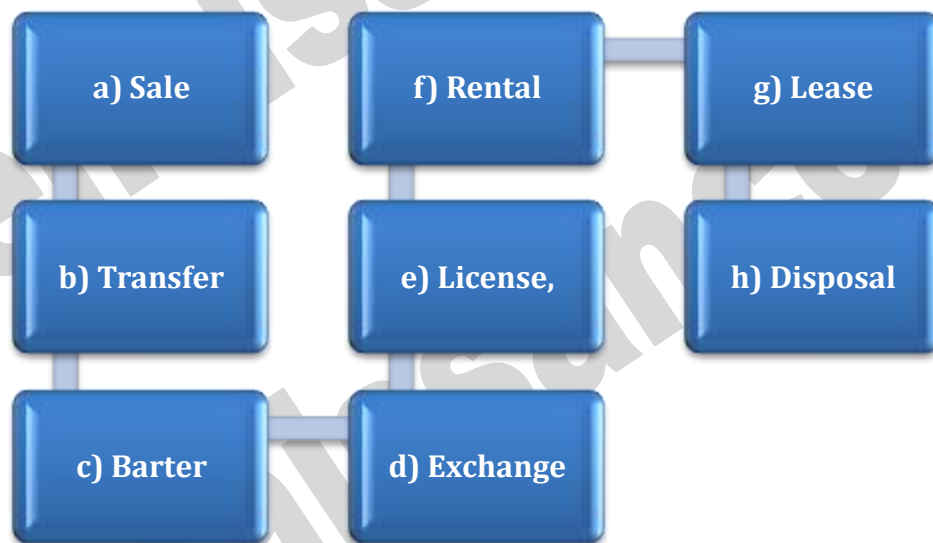 a) Sale
b) Transfer
c) Barter
d) Exchange
e) License,
f) Rental
g) Lease
h) Disposal